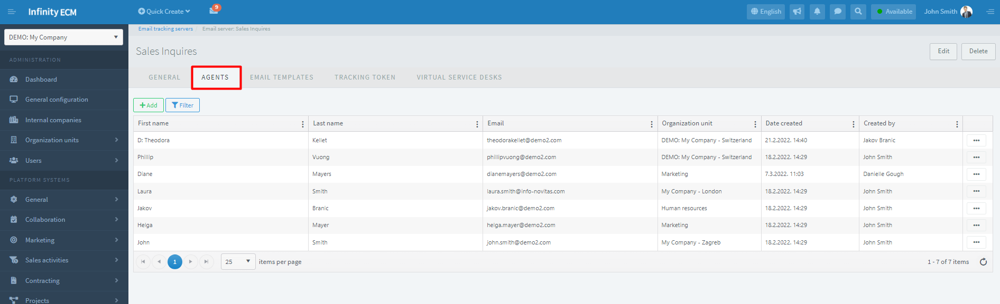 Infinity ECM
Quick Create
9
English
Available
John Smith
DEMO: My Company
ADMINISTRATION
Dashboard
General configuration
Internal companies
Organization units
Users
PLATFORM SYSTEMS
General
Collaboration
Marketing
Sales activities
Contracting
Projects
Email tracking servers / Email server: Sales Inquires
Sales Inquires
Edit
Delete
GENERAL AGENTS EMAIL TEMPLATES TRACKING TOKEN VIRTUAL SERVICE DESKS
+ Add
Filter
First name Last name Email Organization unit Date created Created by
D: Theodora Kellet theodorakellet@demo2.com DEMO: My Company - Switzerland 21.2.2022. 14:40 Jakov Branic
Phillip Vuong phillipvuong@demo2.com DEMO: My Company - Switzerland 18.2.2022. 14:29 John Smith
Diane Mayers dianemayers@demo2.com Marketing 7.3.2022. 11:03 Danielle Gough
Laura Smith laura.smith@info-novitas.com My Company - London 18.2.2022. 14:29 John Smith
Jakov Branic jakov.branic@demo2.com Human resources 18.2.2022. 14:29 John Smith
Helga Mayer helga.mayer@demo2.com Marketing 18.2.2022. 14:29 John Smith
John Smith john.smith@demo2.com My Company - Zagreb 18.2.2022. 14:29 John Smith
1 25 items per page 1 - 7 of 7 items